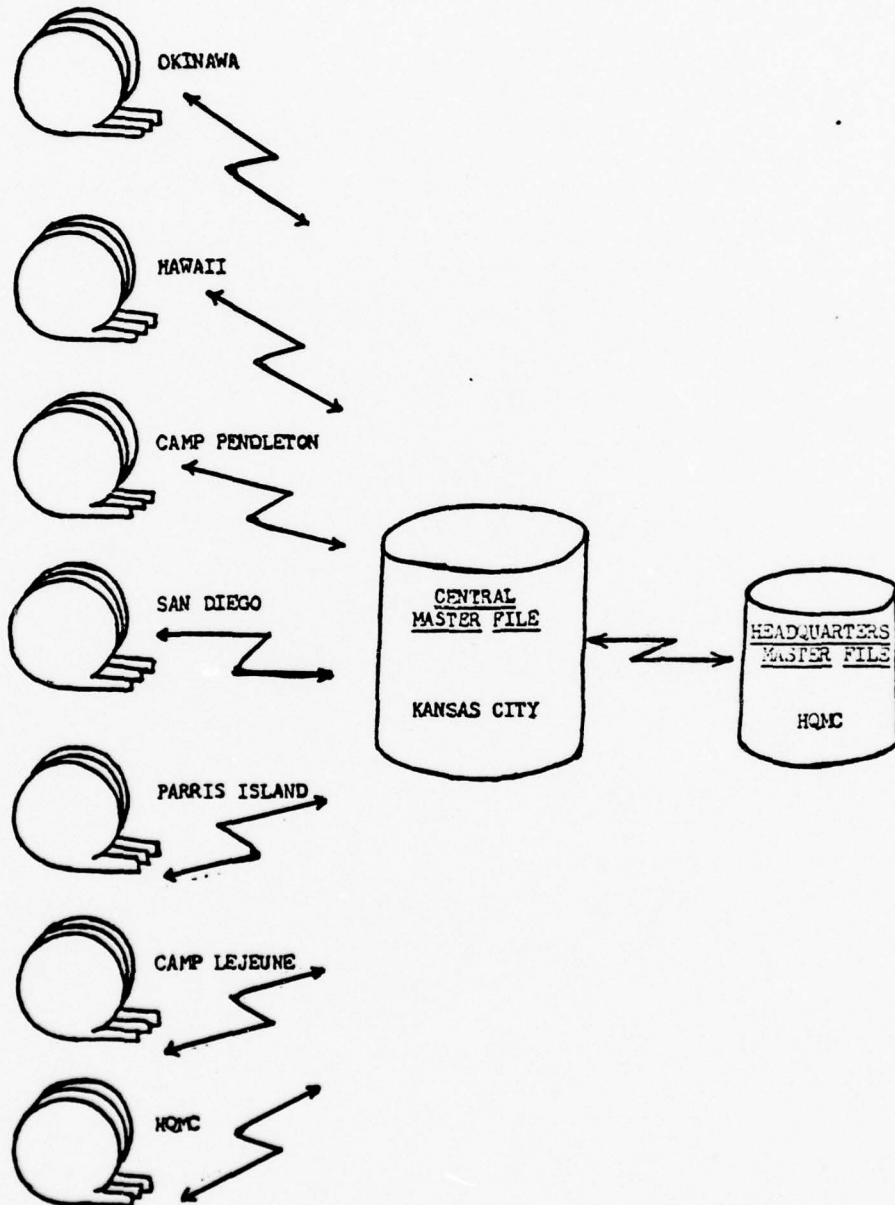 OKINAWA
HAWAII
CAMP PENDLETON
SAN DIEGO
CENTRAL
MASTER FILE
KANSAS CITY
HEADQUARTERS
MASTER FILE
HQMC
PARRIS ISLAND
CAMP LEJEUNE
HQMC